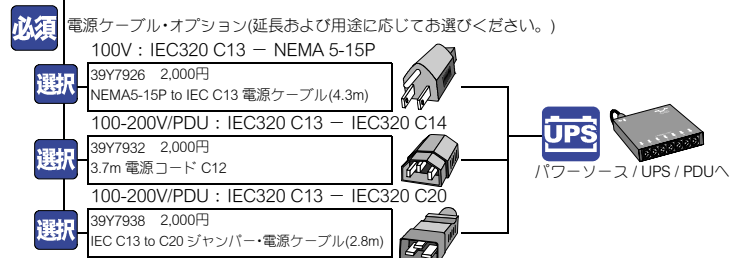 必須
電源ケーブル・オプション(延長および用途に応じてお選びください。)
100V：IEC320 C13 － NEMA 5-15P
選択
39Y7926 2,000円
NEMA5-15P to IEC C13 電源ケーブル(4.3m)
100-200V/PDU：IEC320 C13 － IEC320 C14
選択
39Y7932 2,000円
3.7m 電源コード C12
100-200V/PDU：IEC320 C13 － IEC320 C20
選択
39Y7938 2,000円
IEC C13 to C20 ジャンパー・電源ケーブル(2.8m)
UPS
パワーソース / UPS / PDUへ